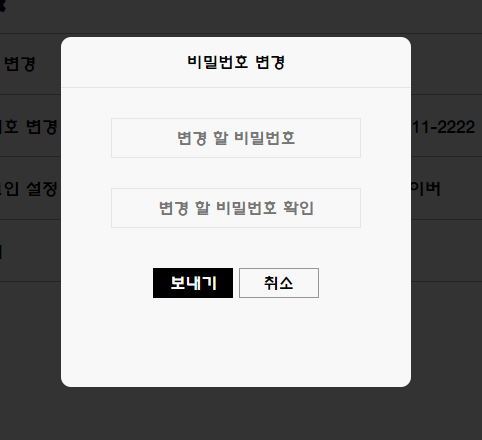 비밀번호 변경
변경
변경 할 비밀번호
호 변경
11-2222
변경 할 비밀번호 확인
인 설정
이버
보내기
취소